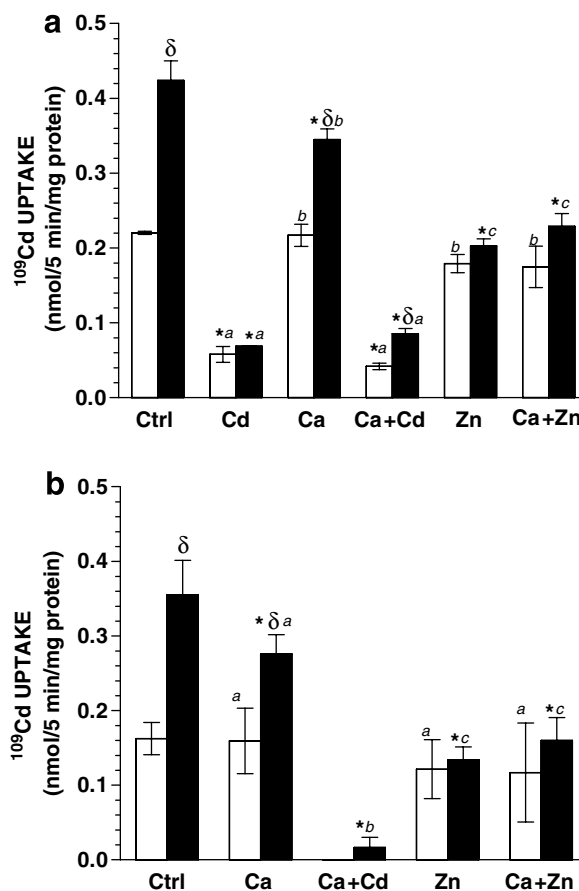 a
0.5
0.4
0.3
0.2
0.1
0.0
109Cd UPTAKE
(nmol/5 min/mg protein)
δ
*a *a
b *δb
*a *δa
b *c
b *c
Ctrl Cd Ca Ca+Cd Zn Ca+Zn
b
0.5
0.4
0.3
0.2
0.1
0.0
109Cd UPTAKE
(nmol/5 min/mg protein)
δ
a *δa
*b
a *c
a *c
Ctrl Ca Ca+Cd Zn Ca+Zn